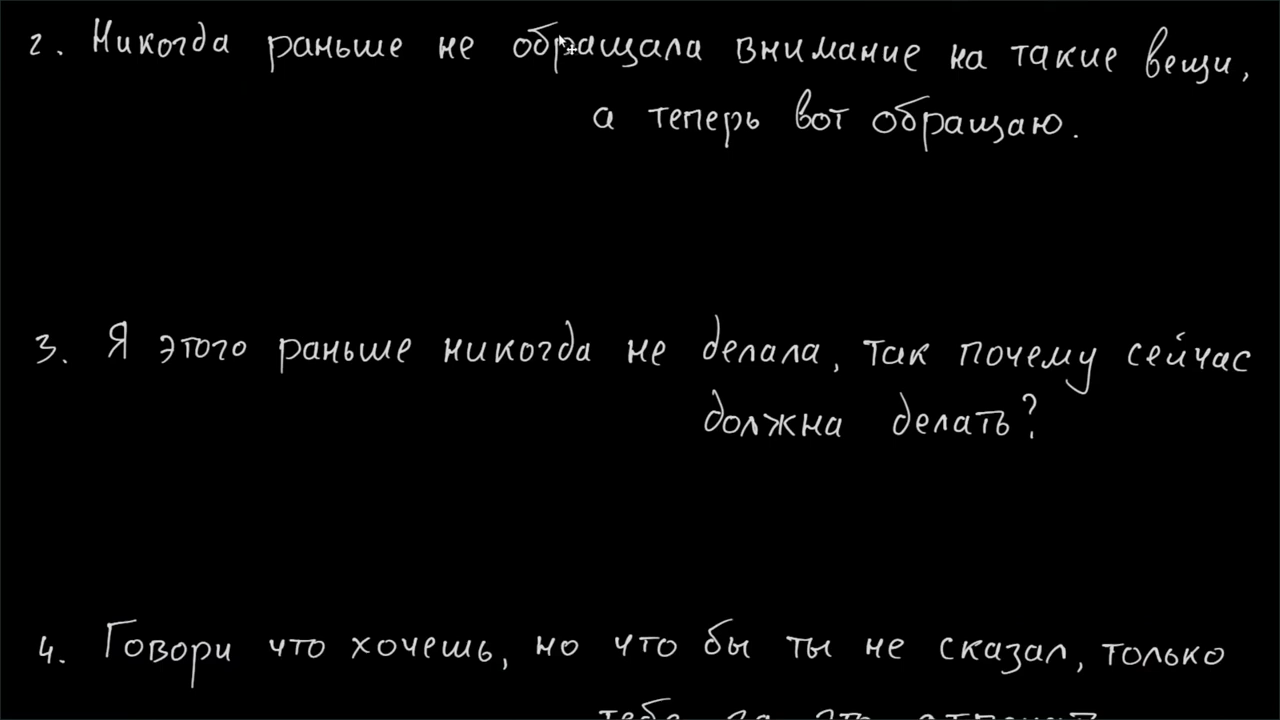 2. Никогда раньше не обращала внимание на такие вещи,
а теперь вот обращаю.
3. Я этого раньше никогда не делала, так почему сейчас
должна делать?
4. Говори что хочешь, но что бы ты не сказал, только